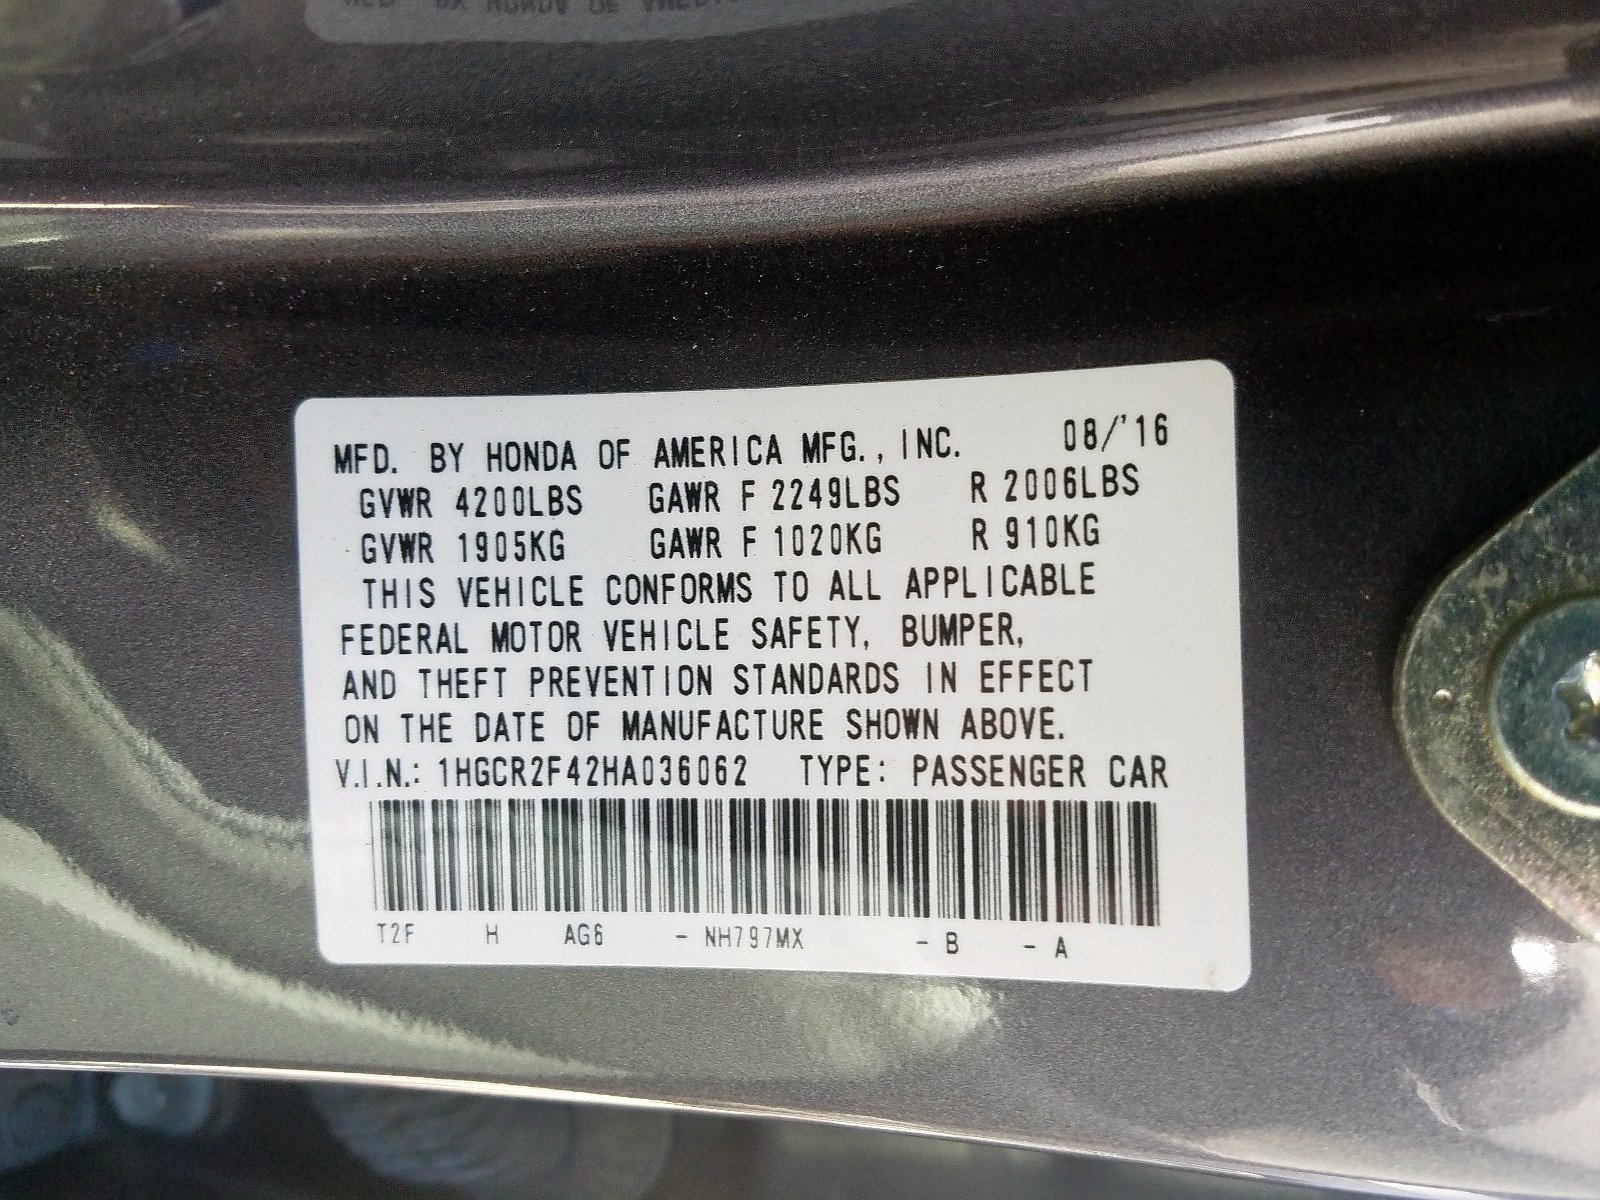 MFD. BY HONDA OF AMERICA MFG., INC. 08/'16
GVWR 4200LBS GAWR F 2249LBS R 2006LBS
GVWR 1905KG GAWR F 1020KG R 910KG
THIS VEHICLE CONFORMS TO ALL APPLICABLE
FEDERAL MOTOR VEHICLE SAFETY, BUMPER,
AND THEFT PREVENTION STANDARDS IN EFFECT
ON THE DATE OF MANUFACTURE SHOWN ABOVE.
V.I.N.: 1HGCR2F42HA036062 TYPE: PASSENGER CAR
T2F H AG6 - NH797MX - B - A